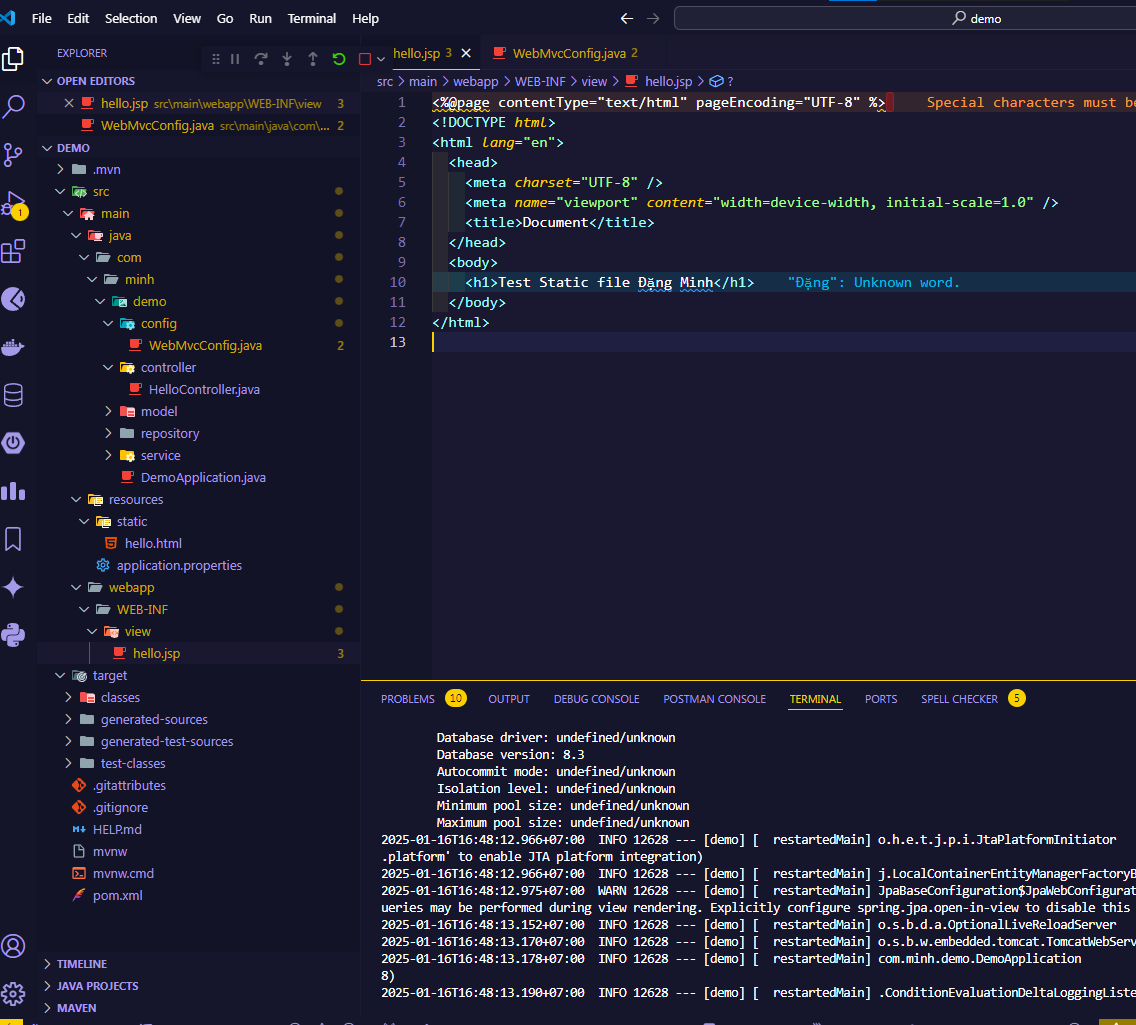 File Edit Selection View Go Run Terminal Help
demo
EXPLORER
OPEN EDITORS
hello.jsp src\main\webapp\WEB-INF\view 3
WebMvcConfig.java src\main\java\com\... 2
DEMO
.mvn
src
main
java
com
minh
demo
config
WebMvcConfig.java 2
controller
HelloController.java
model
repository
service
DemoApplication.java
resources
static
hello.html
application.properties
webapp
WEB-INF
view
hello.jsp 3
target
classes
generated-sources
generated-test-sources
test-classes
.gitattributes
.gitignore
HELP.md
mvnw
mvnw.cmd
pom.xml
TIMELINE
JAVA PROJECTS
MAVEN
1
hello.jsp 3
WebMvcConfig.java 2
src > main > webapp > WEB-INF > view > hello.jsp > ?
1 <%@page contentType="text/html" pageEncoding="UTF-8" %> Special characters must be
2 <!DOCTYPE html>
3 <html lang="en">
4 <head>
5 <meta charset="UTF-8" />
6 <meta name="viewport" content="width=device-width, initial-scale=1.0" />
7 <title>Document</title>
8 </head>
9 <body>
10 <h1>Test Static file Đặng Minh</h1> "Đặng": Unknown word.
11 </body>
12 </html>
13
PROBLEMS 10 OUTPUT DEBUG CONSOLE POSTMAN CONSOLE TERMINAL PORTS SPELL CHECKER 5
Database driver: undefined/unknown
Database version: 8.3
Autocommit mode: undefined/unknown
Isolation level: undefined/unknown
Minimum pool size: undefined/unknown
Maximum pool size: undefined/unknown
2025-01-16T16:48:12.966+07:00 INFO 12628 --- [demo] [ restartedMain] o.h.e.t.j.p.i.JtaPlatformInitiator
.platform' to enable JTA platform integration)
2025-01-16T16:48:12.966+07:00 INFO 12628 --- [demo] [ restartedMain] j.LocalContainerEntityManagerFactoryB
2025-01-16T16:48:12.975+07:00 WARN 12628 --- [demo] [ restartedMain] JpaBaseConfiguration$JpaWebConfigurat
ueries may be performed during view rendering. Explicitly configure spring.jpa.open-in-view to disable this
2025-01-16T16:48:13.152+07:00 INFO 12628 --- [demo] [ restartedMain] o.s.b.d.a.OptionalLiveReloadServer
2025-01-16T16:48:13.170+07:00 INFO 12628 --- [demo] [ restartedMain] o.s.b.w.embedded.tomcat.TomcatWebServ
2025-01-16T16:48:13.178+07:00 INFO 12628 --- [demo] [ restartedMain] com.minh.demo.DemoApplication
8)
2025-01-16T16:48:13.190+07:00 INFO 12628 --- [demo] [ restartedMain] .ConditionEvaluationDeltaLoggingListe